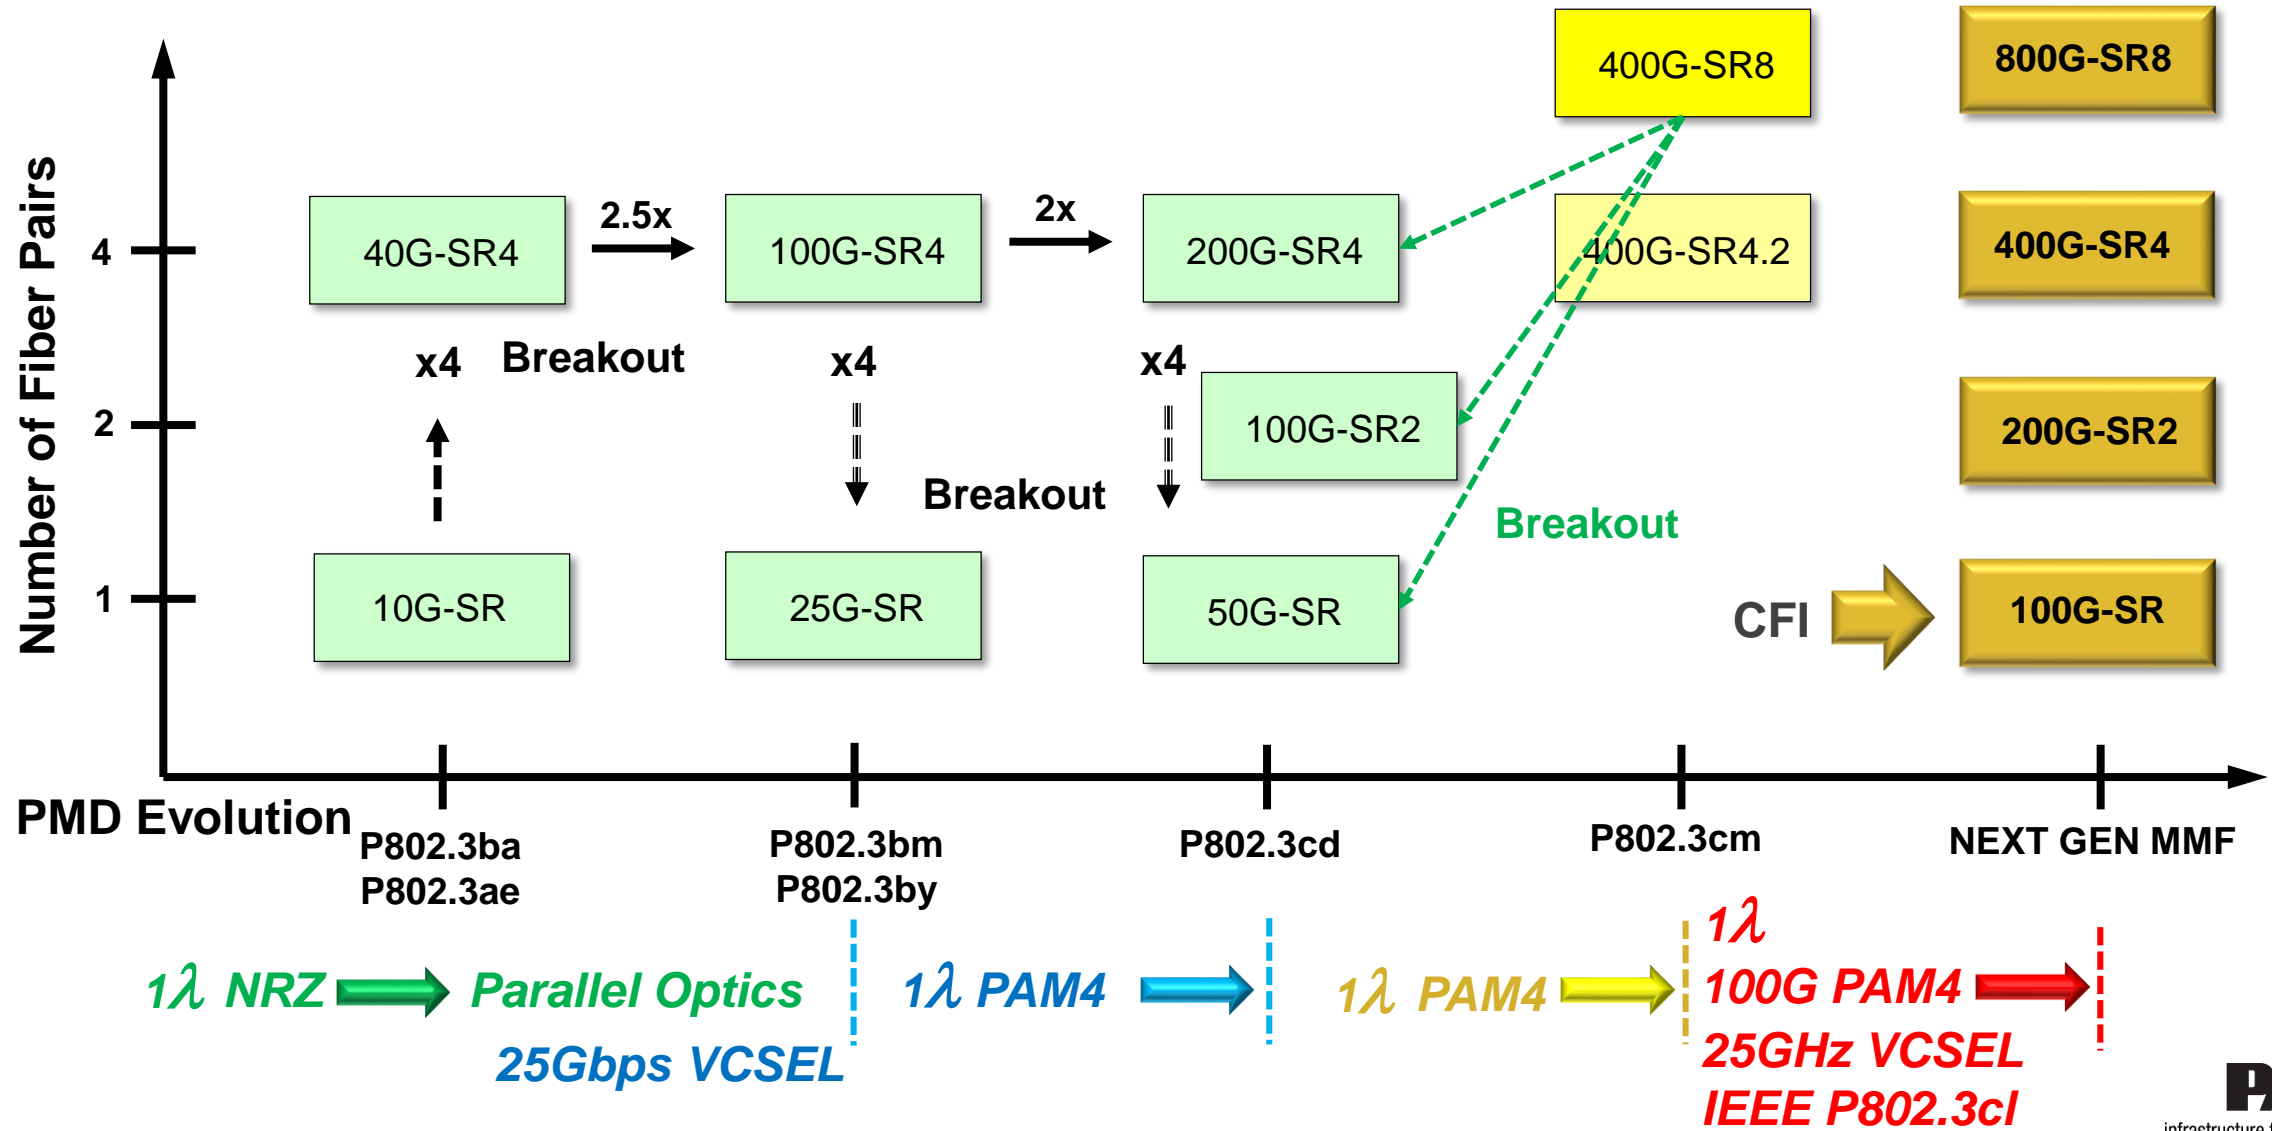 400G-SR8
800G-SR8
Number of Fiber Pairs
4
2
1
40G-SR4
2.5x
100G-SR4
2x
200G-SR4
400G-SR4.2
400G-SR4
x4
Breakout
x4
x4
100G-SR2
200G-SR2
Breakout
Breakout
10G-SR
25G-SR
50G-SR
CFI
100G-SR
PMD Evolution
P802.3ba
P802.3ae
P802.3bm
P802.3by
P802.3cd
P802.3cm
NEXT GEN MMF
1λ NRZ
Parallel Optics
25Gbps VCSEL
1λ PAM4
1λ PAM4
1λ
100G PAM4
25GHz VCSEL
IEEE P802.3cl
infrastructure